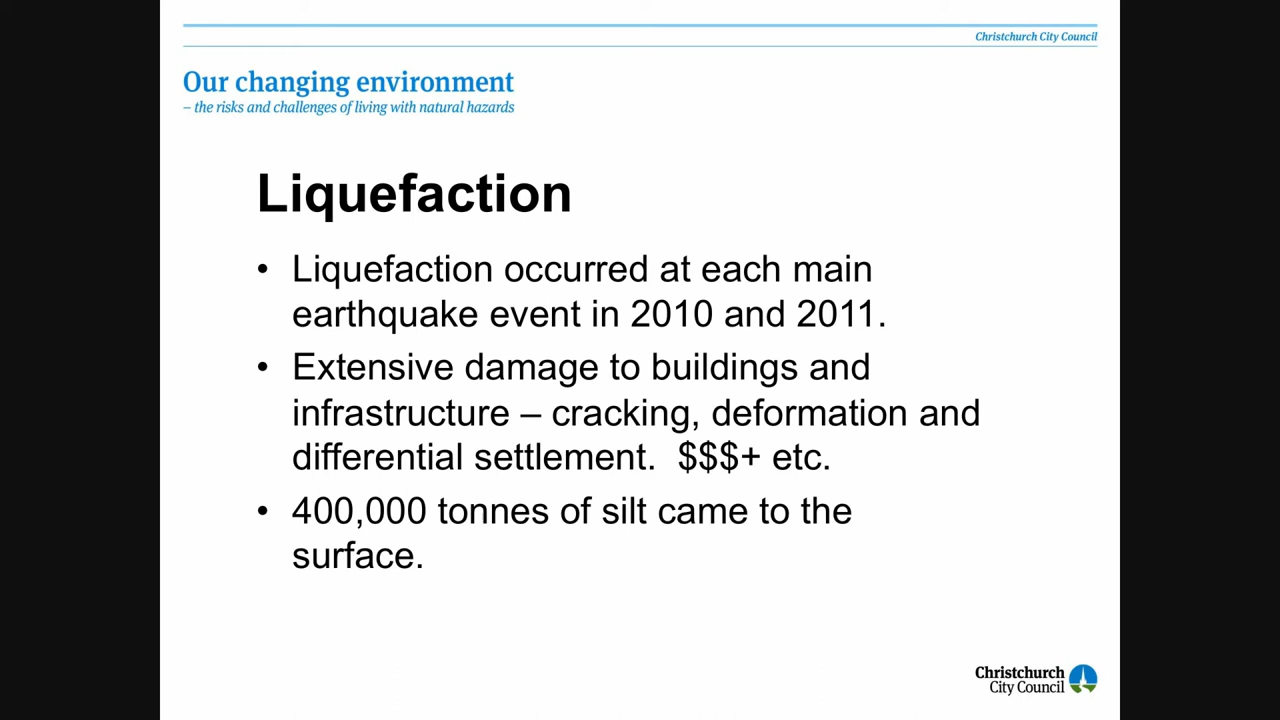 Christchurch City Council
Our changing environment
– the risks and challenges of living with natural hazards
Liquefaction
• Liquefaction occurred at each main
earthquake event in 2010 and 2011.
• Extensive damage to buildings and
infrastructure – cracking, deformation and
differential settlement.  $$$+ etc.
• 400,000 tonnes of silt came to the
surface.
Christchurch
City Council